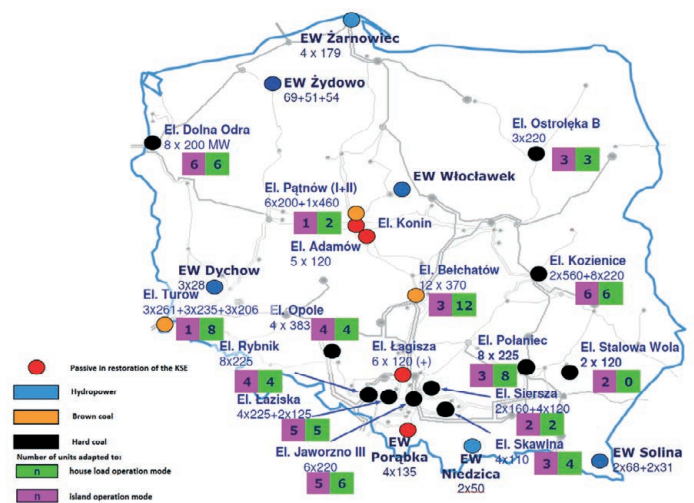 EW Żarnowiec
4 x 179
EW Żydowo
69+51+54
El. Ostrołęka B
3x220
3 3
El. Dolna Odra
8 x 200 MW
6 6
EW Włocławek
El. Pątnów (I+II)
6x200+1x460
1 2
El. Konin
El. Adamów
5 x 120
El. Kozienice
2x560+8x220
6 6
EW Dychow
3x28
El. Bełchatów
12 x 370
3 12
El. Turów
3x261+3x235+3x206
1 8
El. Opole
4 x 383
4 4
El. Łagisza
6 x 120 (+)
El. Połaniec
8 x 225
3 8
El. Stalowa Wola
2 x 120
2 0
El. Rybnik
8x225
4 4
El. Łaziska
4x225+2x125
5 5
El. Siersza
2x160+4x120
2 2
El. Jaworzno III
6x220
5 6
EW
Porąbka
4x135
EW
Niedzica
2x50
El. Skawina
4x110
3 4
EW Solina
2x68+2x31
Passive in restoration of the KSE
Hydropower
Brown coal
Hard coal
Number of units adapted to:
n house load operation mode
n island operation mode